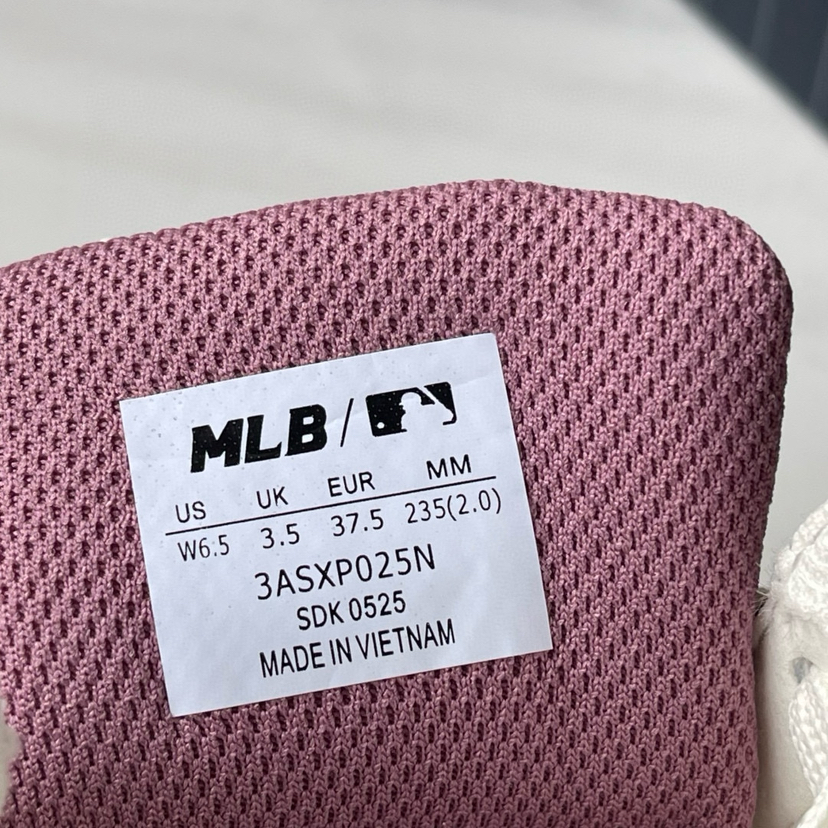 MLB/
US UK EUR MM
W6.5 3.5 37.5 235(2.0)
3ASXP025N
SDK 0525
MADE IN VIETNAM